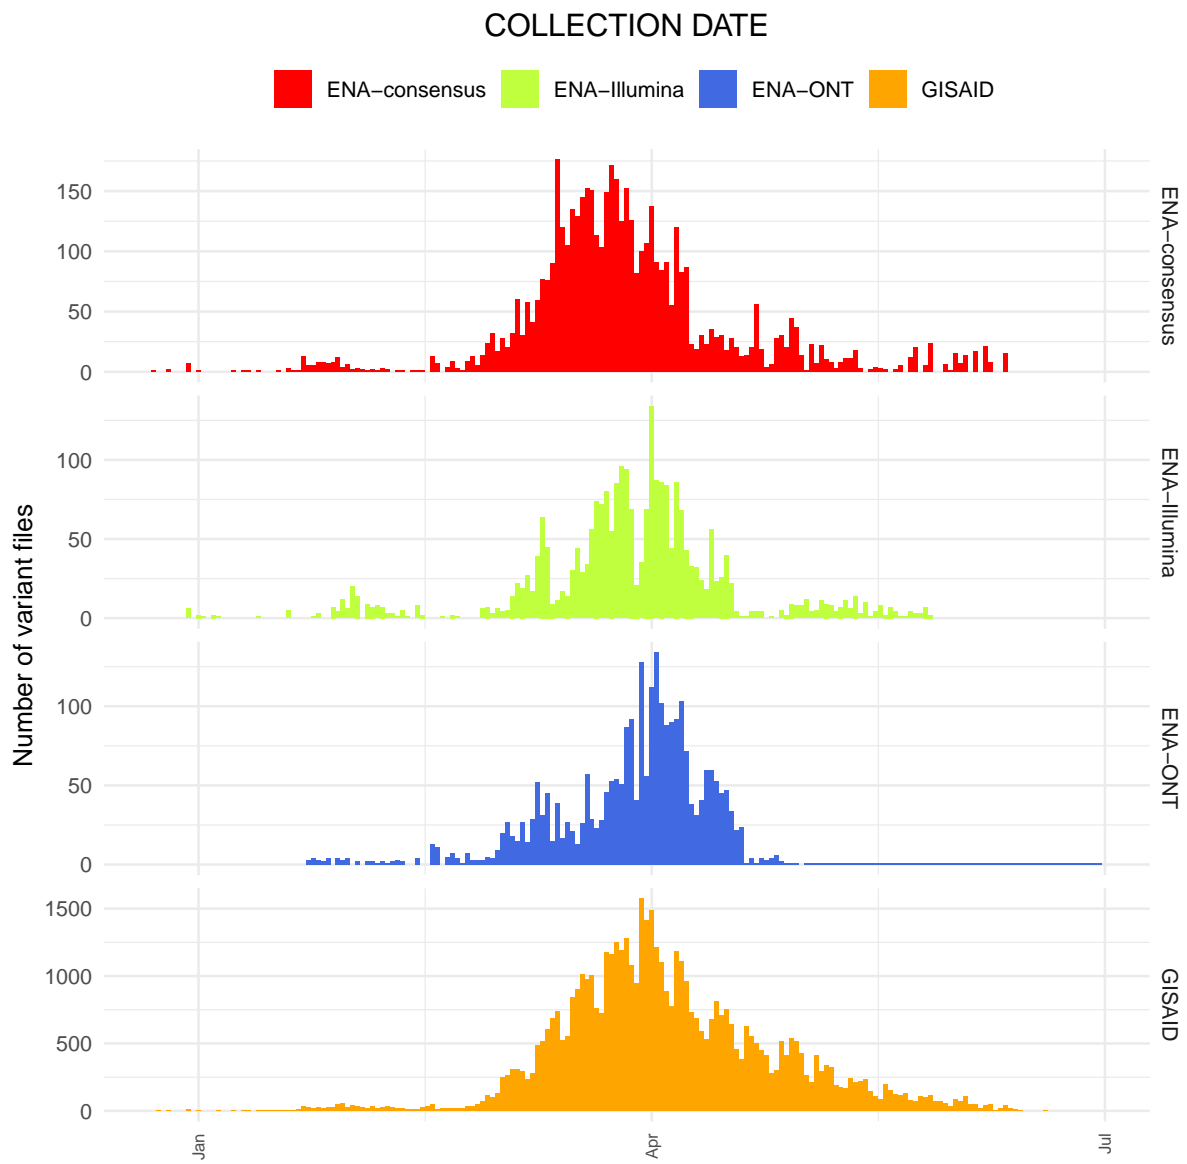 COLLECTION DATE
ENA−consensus ENA−Illumina ENA−ONT GISAID
Number of variant files
150
100
50
0
ENA−consensus
100
50
0
ENA−Illumina
100
50
0
ENA−ONT
1500
1000
500
0
GISAID
Jan Apr Jul